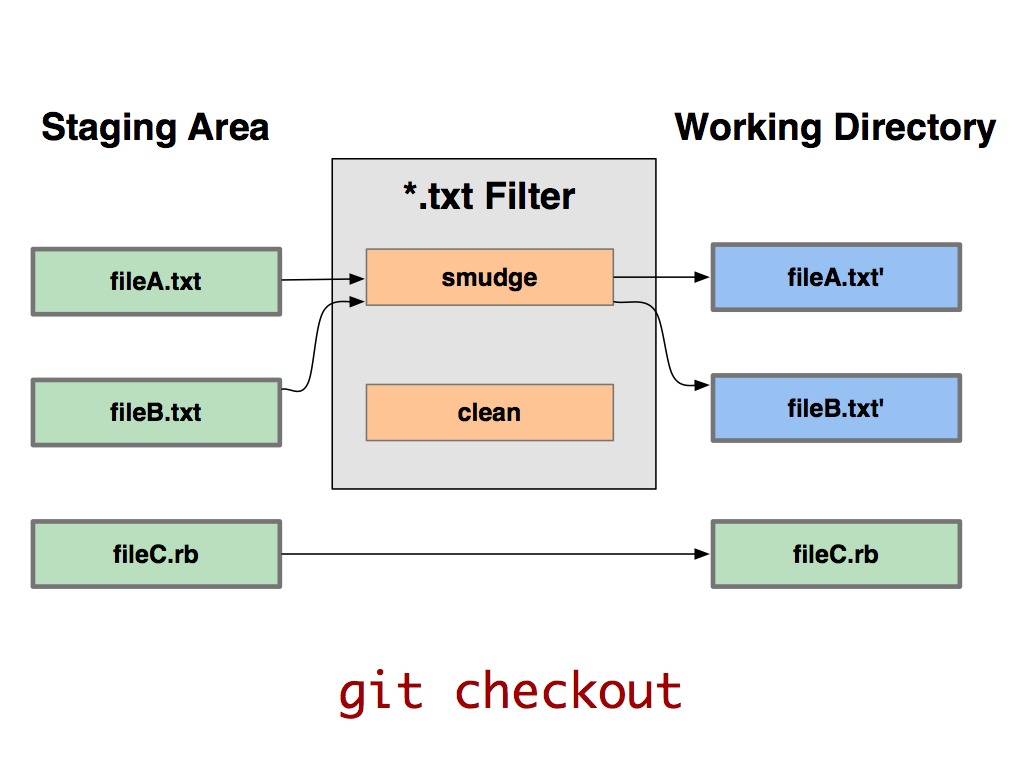 Staging Area
Working Directory
*.txt Filter
fileA.txt
smudge
fileA.txt'
fileB.txt
clean
fileB.txt'
fileC.rb
fileC.rb
git checkout